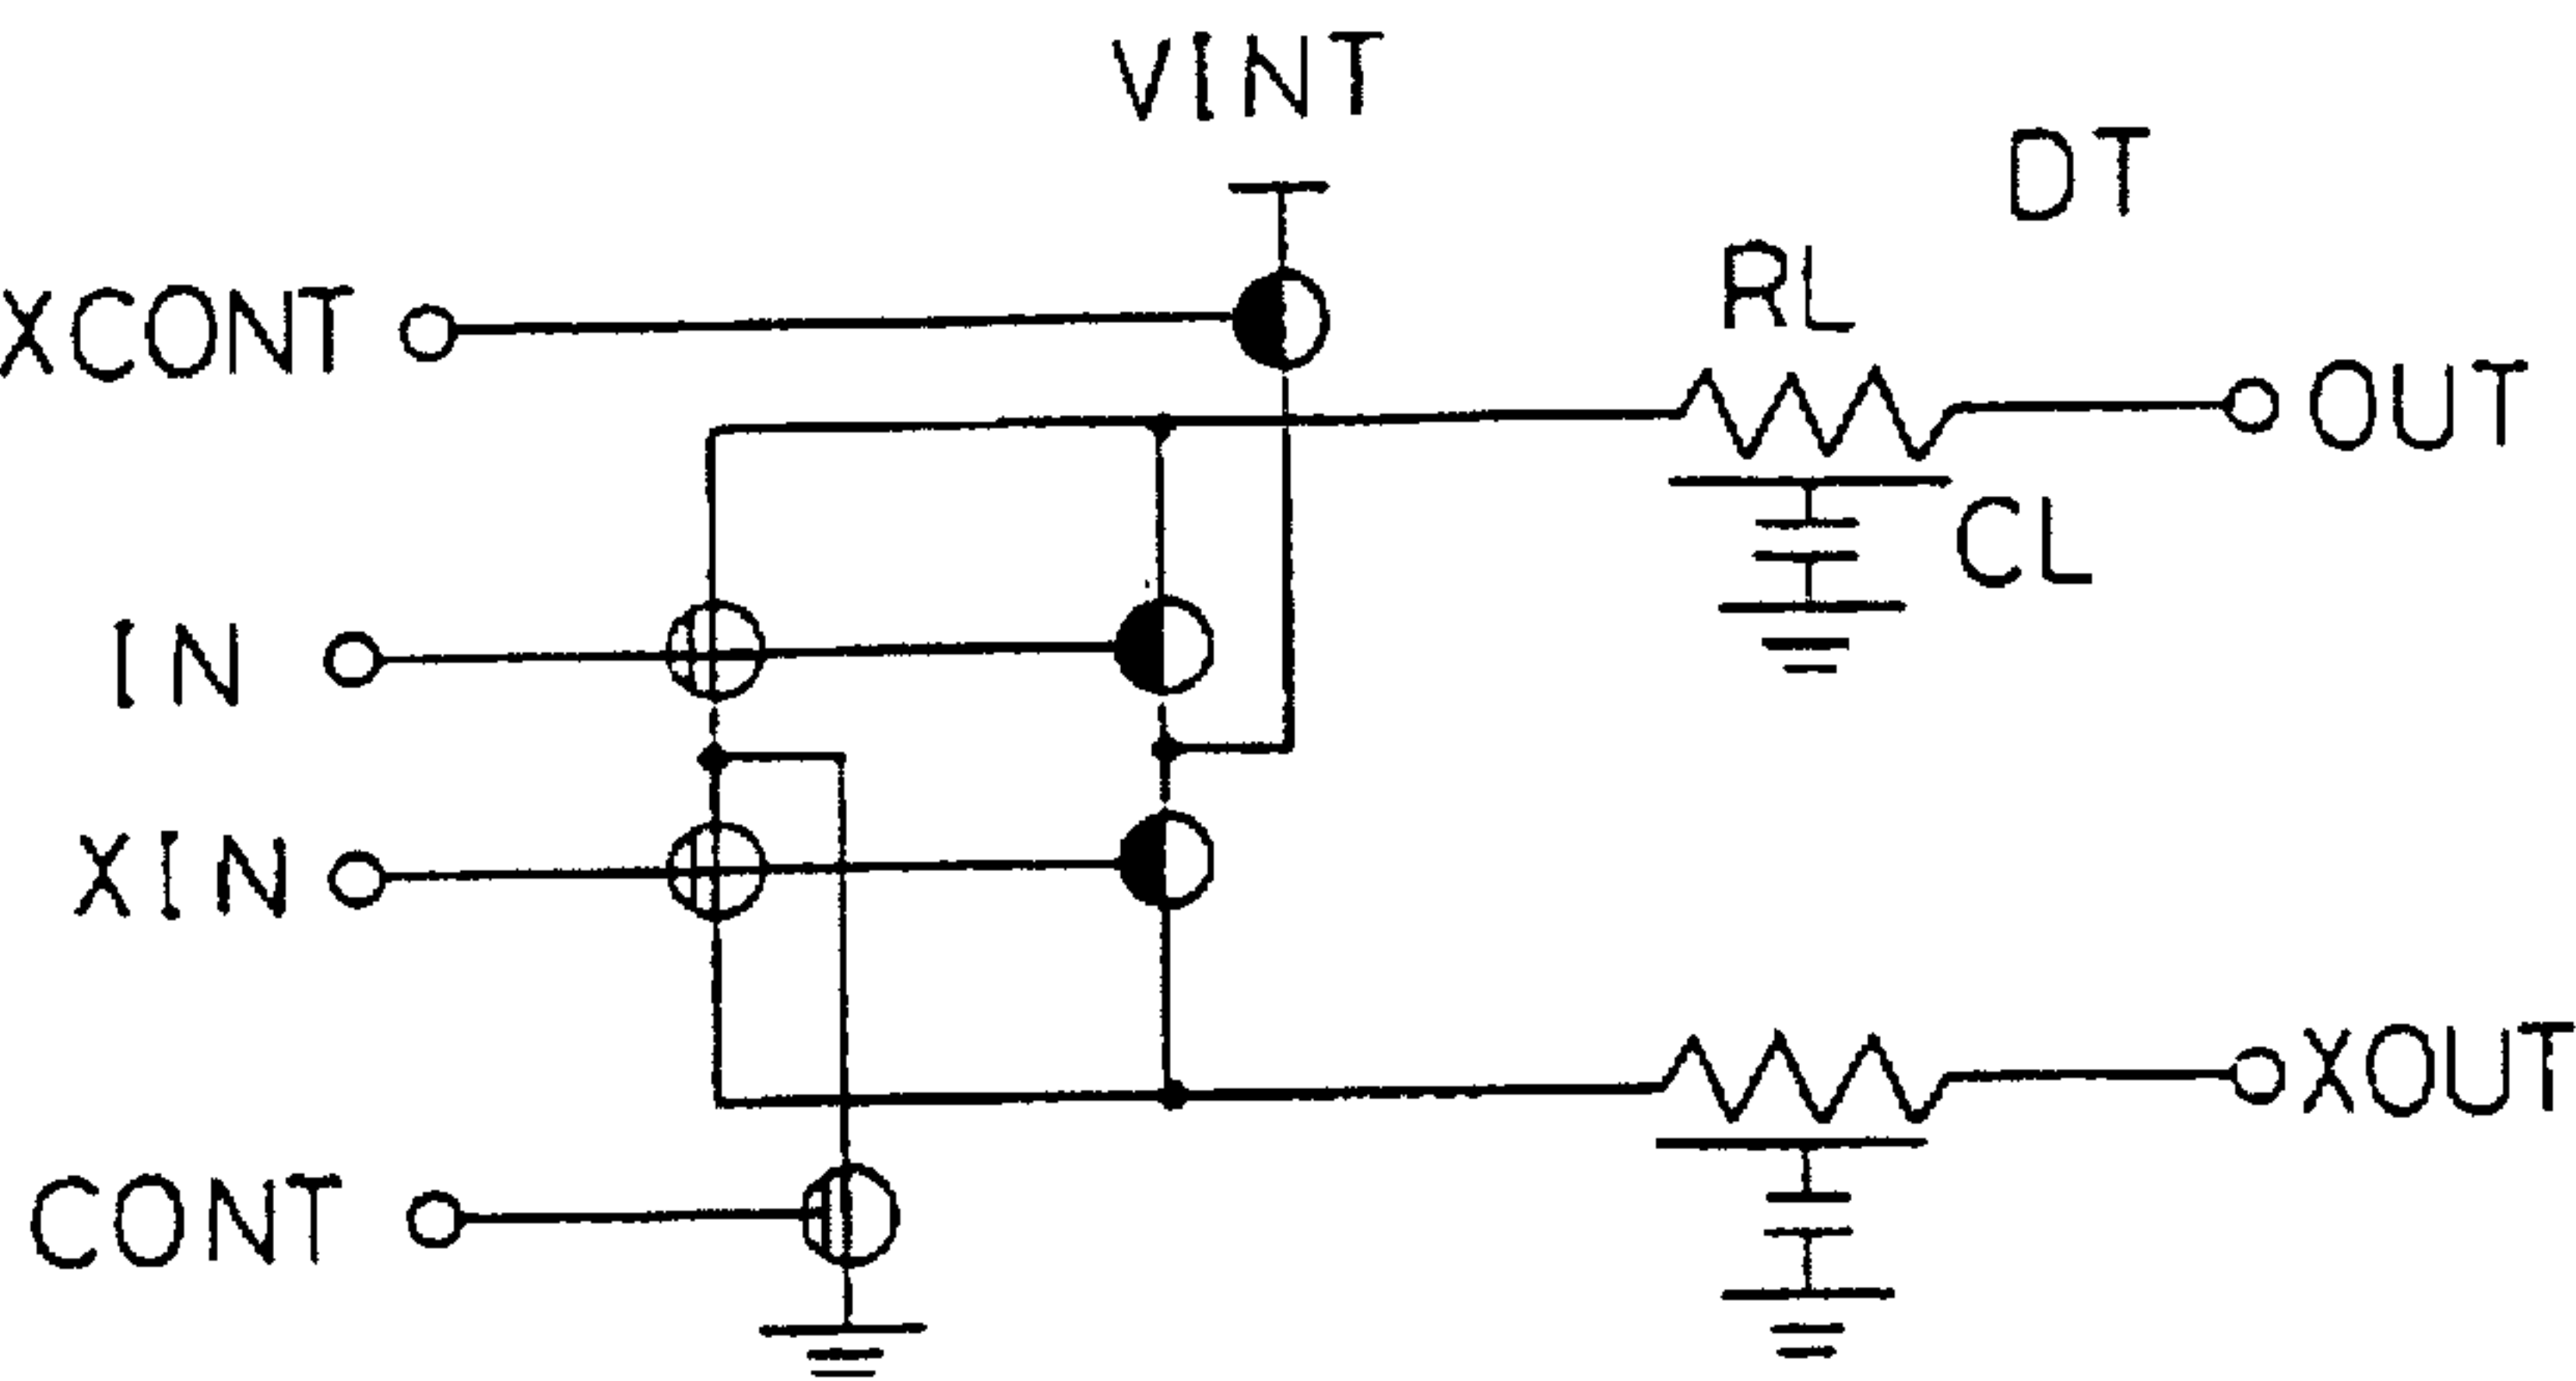 VINT
DT
RL
XCONT
OUT
CL
IN
XIN
XOUT
CONT